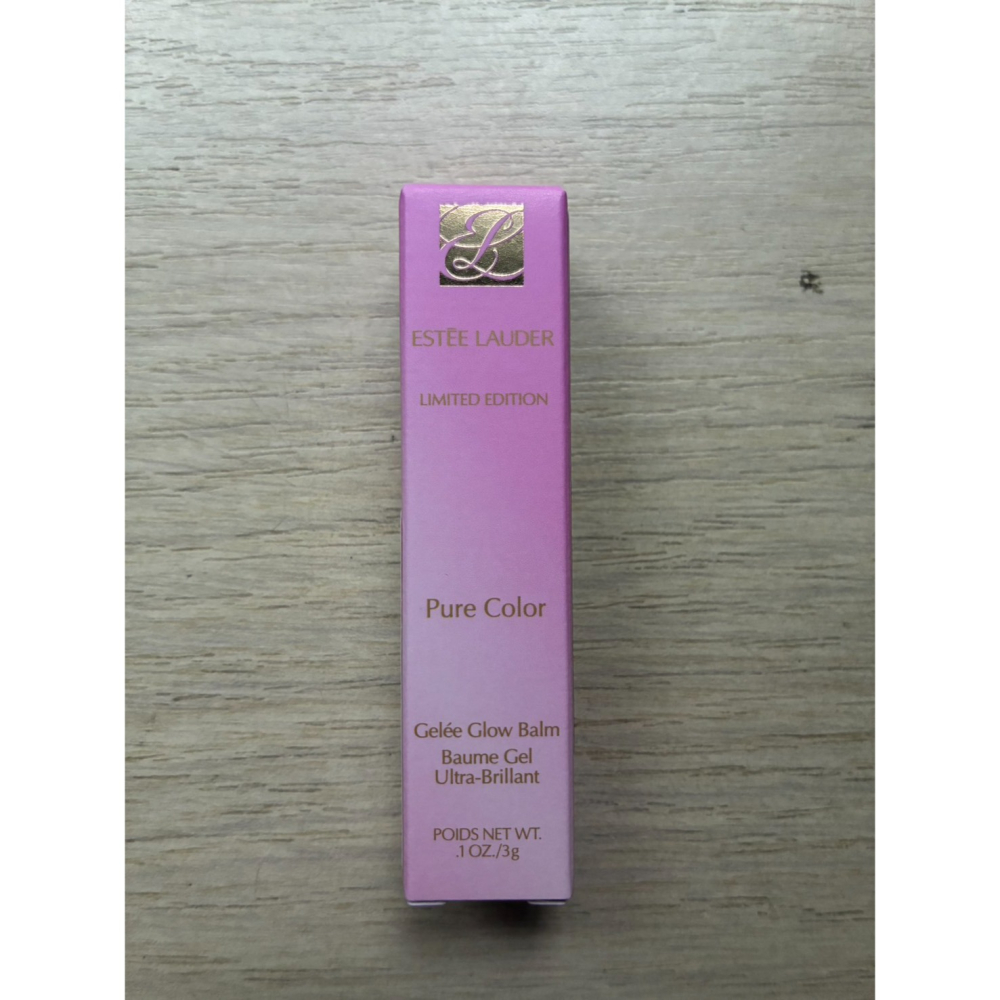 EL
ESTĒE LAUDER
LIMITED EDITION
Pure Color
Gelée Glow Balm
Baume Gel
Ultra-Brillant
POIDS NET WT.
.1 OZ./3g